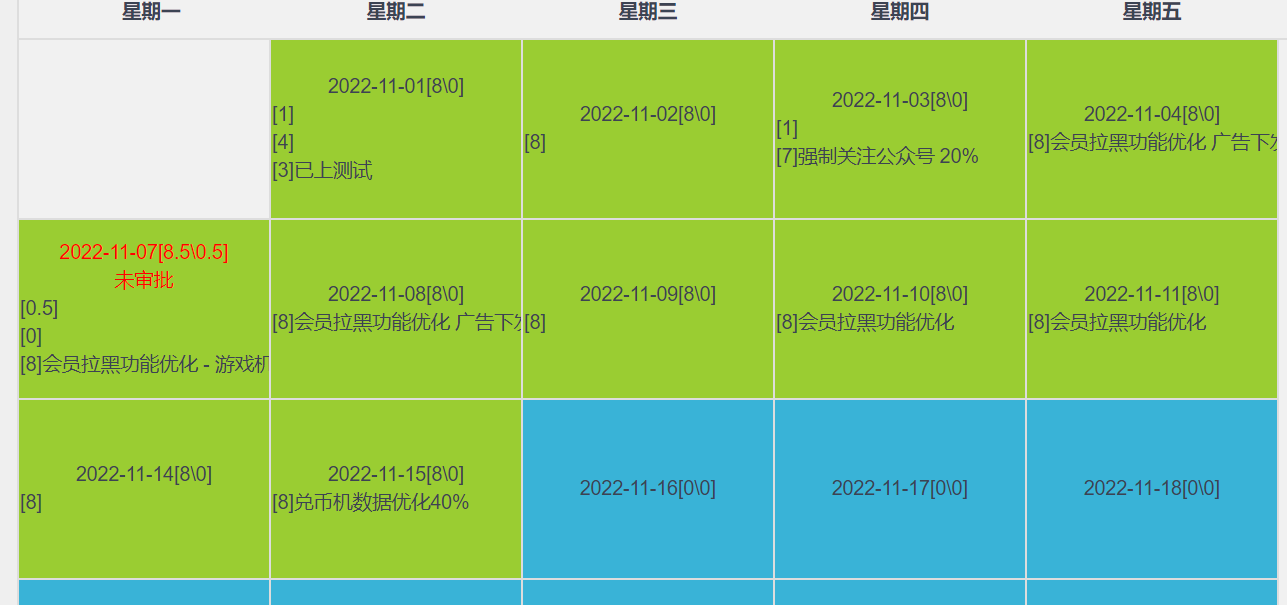 星期一 星期二 星期三 星期四 星期五
2022-11-01[8\0]
[1]
[4]
[3]已上测试
2022-11-02[8\0]
[8]
2022-11-03[8\0]
[1]
[7]强制关注公众号 20%
2022-11-04[8\0]
[8]会员拉黑功能优化 广告下发
2022-11-07[8.5\0.5]
未审批
[0.5]
[0]
[8]会员拉黑功能优化 - 游戏机
2022-11-08[8\0]
[8]会员拉黑功能优化 广告下发
2022-11-09[8\0]
[8]
2022-11-10[8\0]
[8]会员拉黑功能优化
2022-11-11[8\0]
[8]会员拉黑功能优化
2022-11-14[8\0]
[8]
2022-11-15[8\0]
[8]兑币机数据优化40%
2022-11-16[0\0]
2022-11-17[0\0]
2022-11-18[0\0]